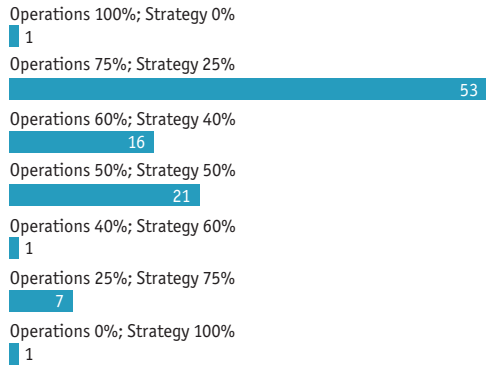 Operations 100%; Strategy 0%
1
Operations 75%; Strategy 25%
53
Operations 60%; Strategy 40%
16
Operations 50%; Strategy 50%
21
Operations 40%; Strategy 60%
1
Operations 25%; Strategy 75%
7
Operations 0%; Strategy 100%
1